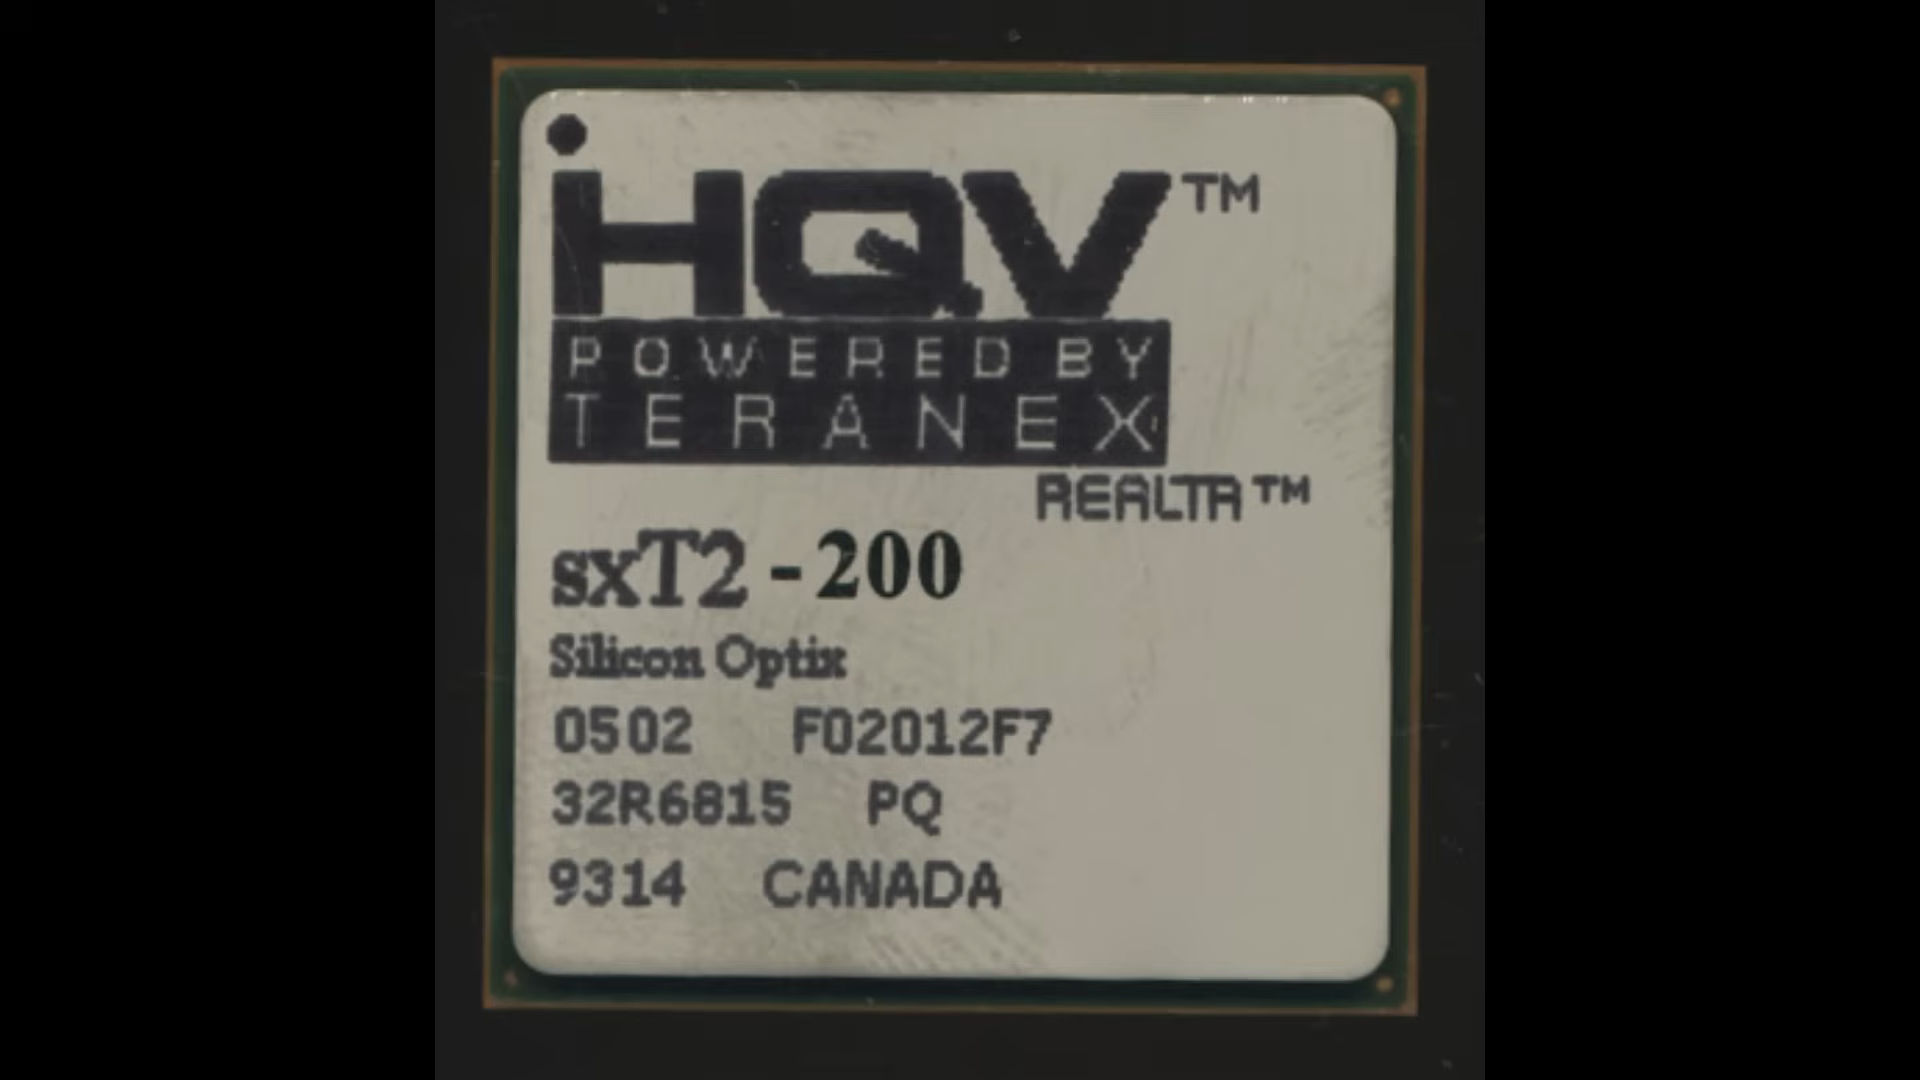 HQV™
POWERED BY
TERANEX
REALTA™
sxT2 -200
Silicon Optix
0502 F02012F7
32R6815 PQ
9314 CANADA